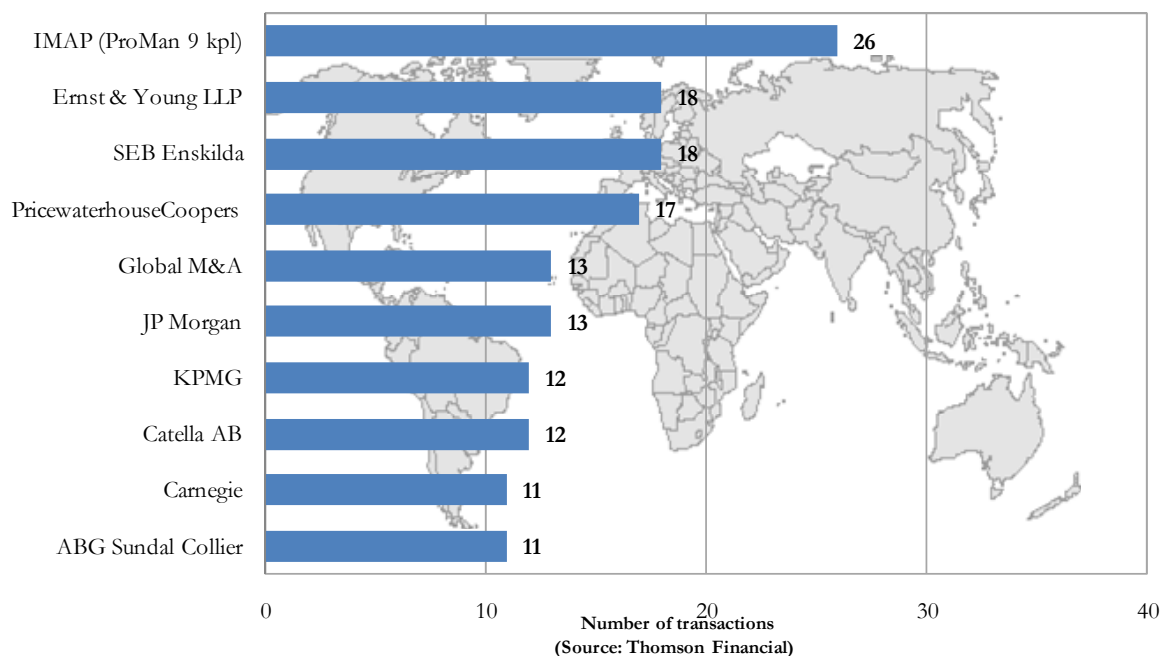 IMAP (ProMan 9 kpl) 26
Ernst & Young LLP 18
SEB Enskilda 18
PricewaterhouseCoopers 17
Global M&A 13
JP Morgan 13
KPMG 12
Catella AB 12
Carnegie 11
ABG Sundal Collier 11
0 10 20 30 40
Number of transactions
(Source: Thomson Financial)